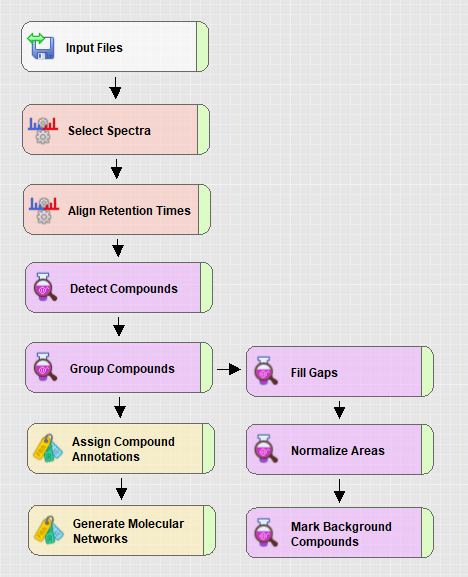 Input Files
Select Spectra
Align Retention Times
Detect Compounds
Group Compounds
Fill Gaps
Assign Compound
Annotations
Normalize Areas
Generate Molecular
Networks
Mark Background
Compounds